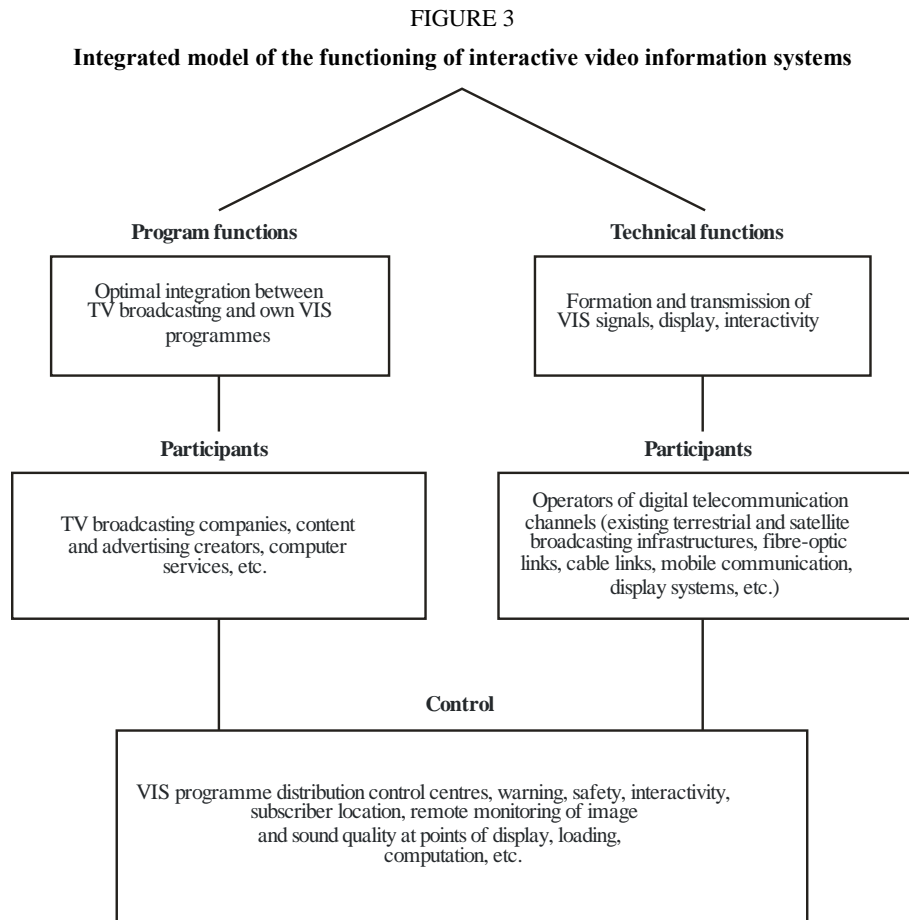 FIGURE 3
Integrated model of the functioning of interactive video information systems
Program functions
Optimal integration between
TV broadcasting and own VIS
programmes
Technical functions
Formation and transmission of
VIS signals, display, interactivity
Participants
TV broadcasting companies, content
and advertising creators, computer
services, etc.
Participants
Operators of digital telecommunication
channels (existing terrestrial and satellite
broadcasting infrastructures, fibre-optic
links, cable links, mobile communication,
display systems, etc.)
Control
VIS programme distribution control centres, warning, safety, interactivity,
subscriber location, remote monitoring of image
and sound quality at points of display, loading,
computation, etc.